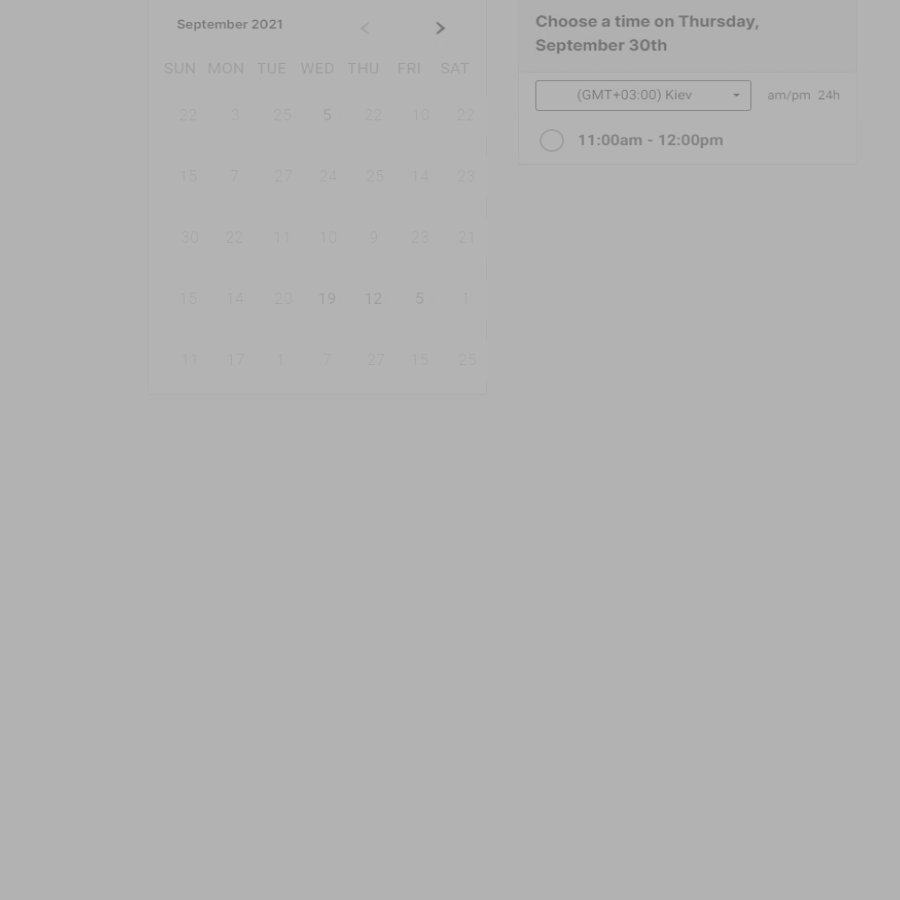 September 2021
SUN MON TUE WED THU FRI SAT
22 3 25 5 22 10 22
15 7 27 24 25 14 23
30 22 11 10 9 23 21
15 14 20 19 12 5 1
11 17 1 7 27 15 25
Choose a time on Thursday,
September 30th
(GMT+03:00) Kiev am/pm 24h
11:00am - 12:00pm